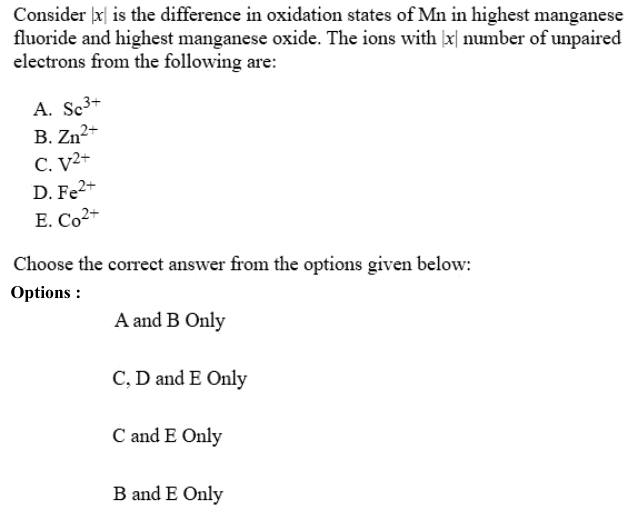 Consider |x| is the difference in oxidation states of Mn in highest manganese
fluoride and highest manganese oxide. The ions with |x| number of unpaired
electrons from the following are:
A. Sc³⁺
B. Zn²⁺
C. V²⁺
D. Fe²⁺
E. Co²⁺
Choose the correct answer from the options given below:
Options :
A and B Only
C, D and E Only
C and E Only
B and E Only